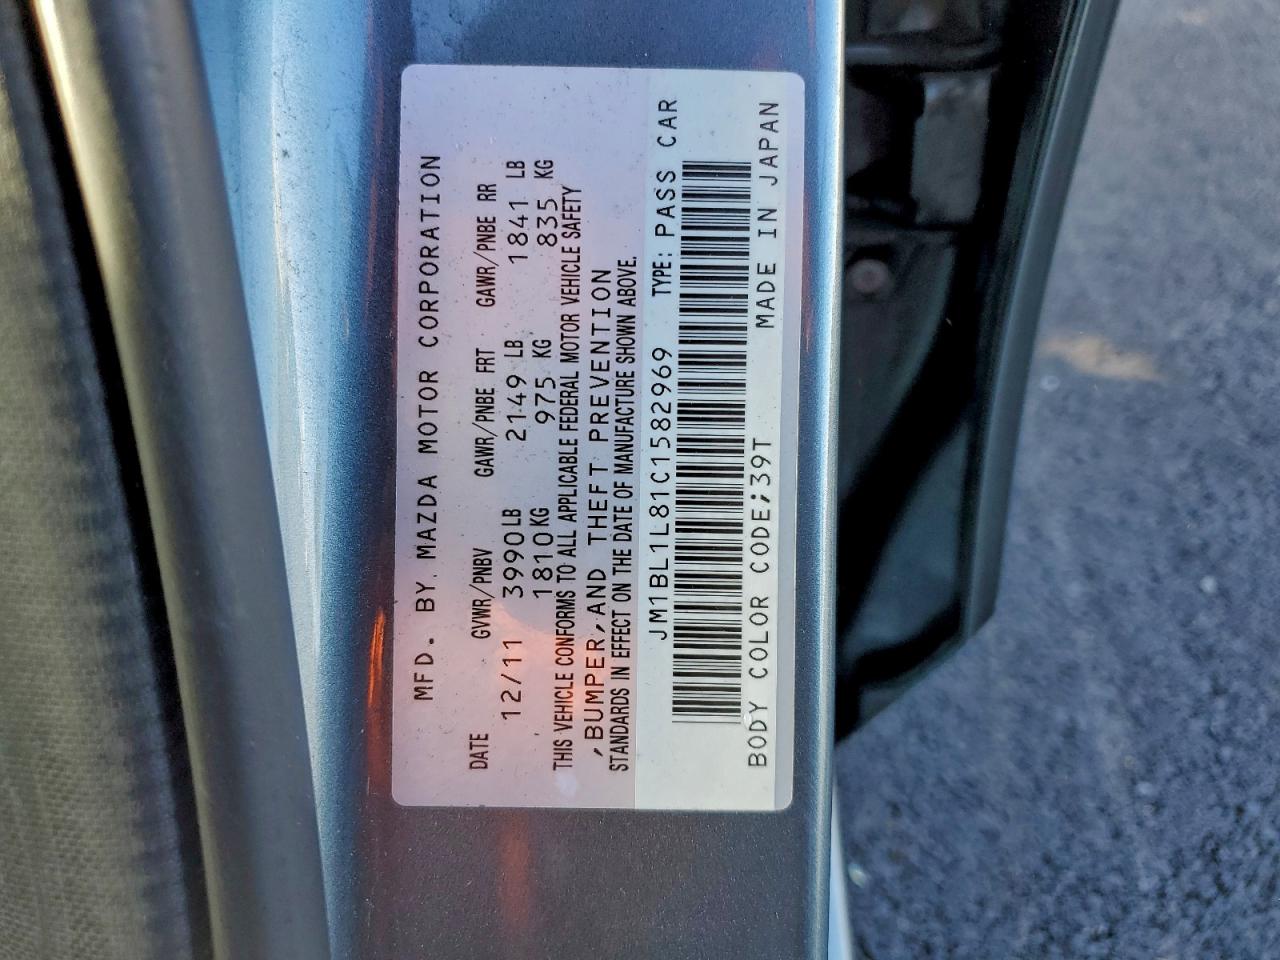 MFD. BY MAZDA MOTOR CORPORATION
DATE GVWR/PNBV GAWR/PNBE FRT GAWR/PNBE RR
12/11 3990LB 2149 LB 1841 LB
1810KG 975 KG 835 KG
THIS VEHICLE CONFORMS TO ALL APPLICABLE FEDERAL MOTOR VEHICLE SAFETY
,BUMPER,AND THEFT PREVENTION
STANDARDS IN EFFECT ON THE DATE OF MANUFACTURE SHOWN ABOVE.
JM1BL1L81C1582969 TYPE: PASS CAR
BODY COLOR CODE;39T MADE IN JAPAN